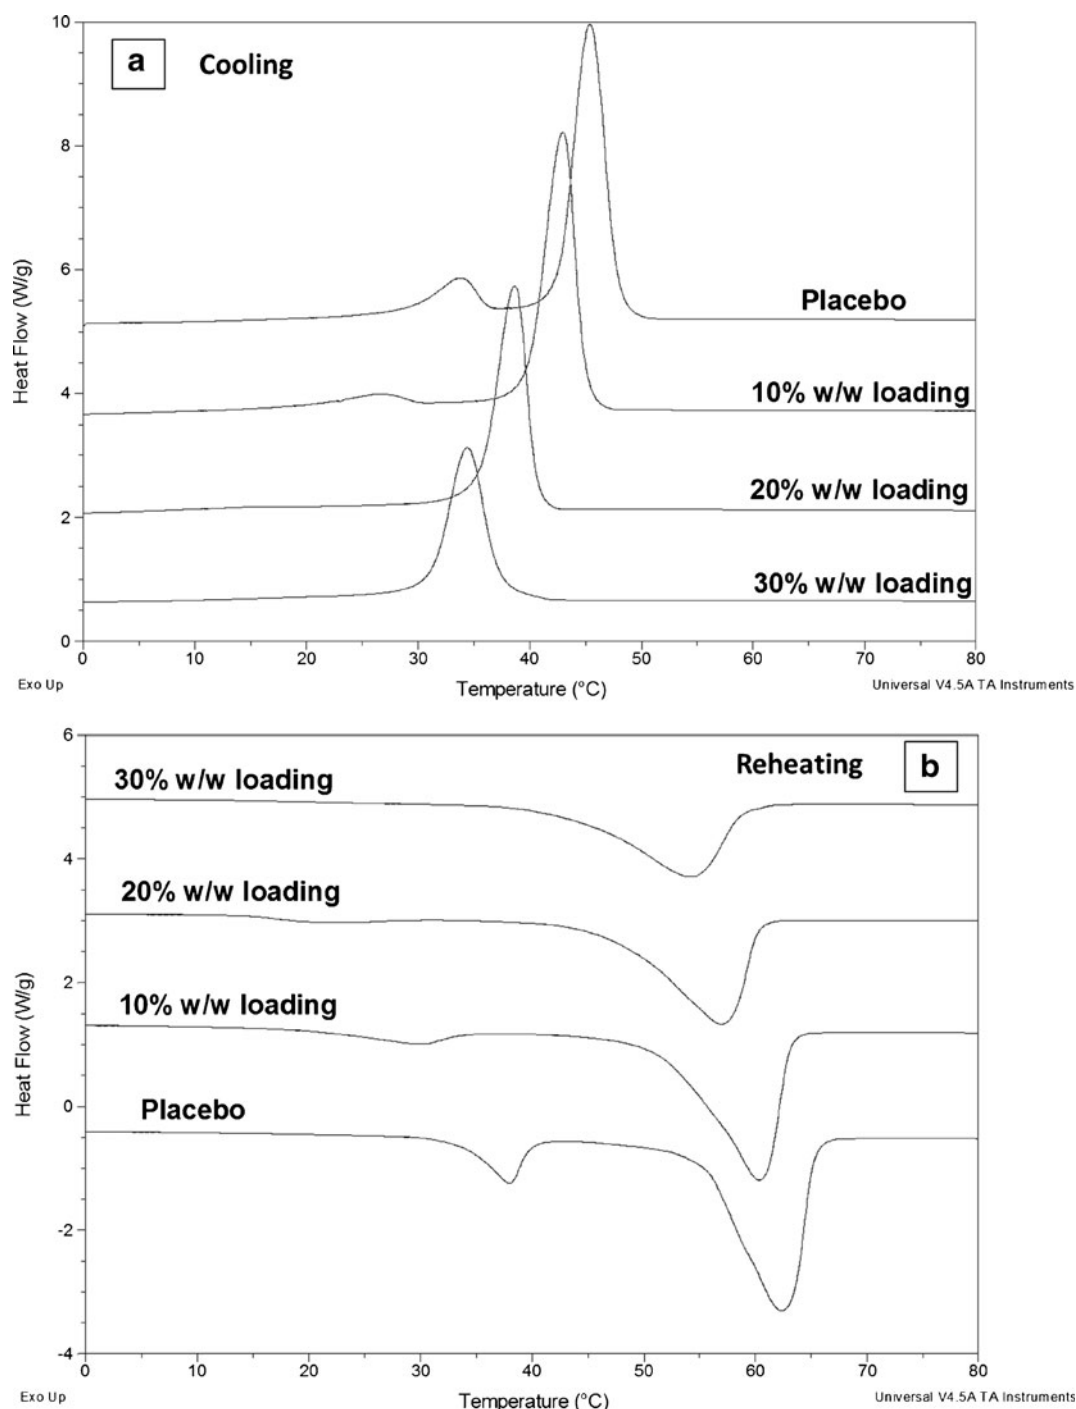 10
a Cooling
8
6
Placebo
Heat Flow (W/g)
4
10% w/w loading
20% w/w loading
2
30% w/w loading
0
0 10 20 30 40 50 60 70 80
Exo Up
Temperature (°C)
Universal V4.5A TA Instruments
6
Reheating b
30% w/w loading
4
20% w/w loading
2
10% w/w loading
Heat Flow (W/g)
0
Placebo
-2
-4
0 10 20 30 40 50 60 70 80
Exo Up
Temperature (°C)
Universal V4.5A TA Instruments